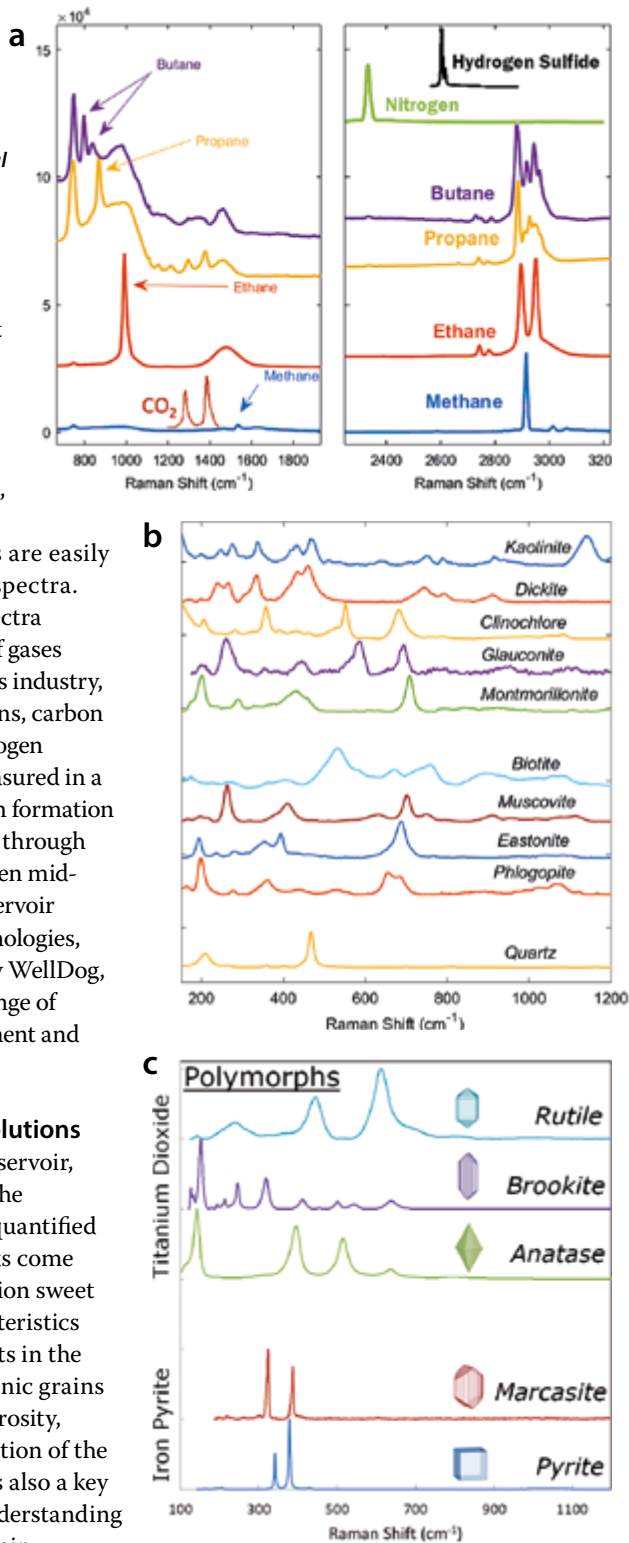 a
× 10⁴
15
10
5
0
Butane
Propane
Ethane
CO₂
Methane
800 1000 1200 1400 1600 1800
Raman Shift (cm⁻¹)
Hydrogen Sulfide
Nitrogen
Butane
Propane
Ethane
Methane
2400 2600 2800 3000
Raman Shift (cm⁻¹)
s are easily
spectra.
ectra
f gases
s industry,
ns, carbon
ogen
sured in a
n formation
through
en mid-
ervoir
nologies,
y WellDog,
nge of
ment and
b
Kaolinite
Dickite
Clinochlore
Glauconite
Montmorillonite
Biotite
Muscovite
Eastonite
Phlogopite
Quartz
200 400 600 800 1000 1200
Raman Shift (cm⁻¹)
lutions
servoir,
he
quantified
ks come
ion sweet
teristics
ts in the
nic grains
rosity,
tion of the
s also a key
derstanding
c
Polymorphs
Titanium Dioxide
Rutile
Brookite
Anatase
Iron Pyrite
Marcasite
Pyrite
100 300 500 700 900 1100
Raman Shift (cm⁻¹)